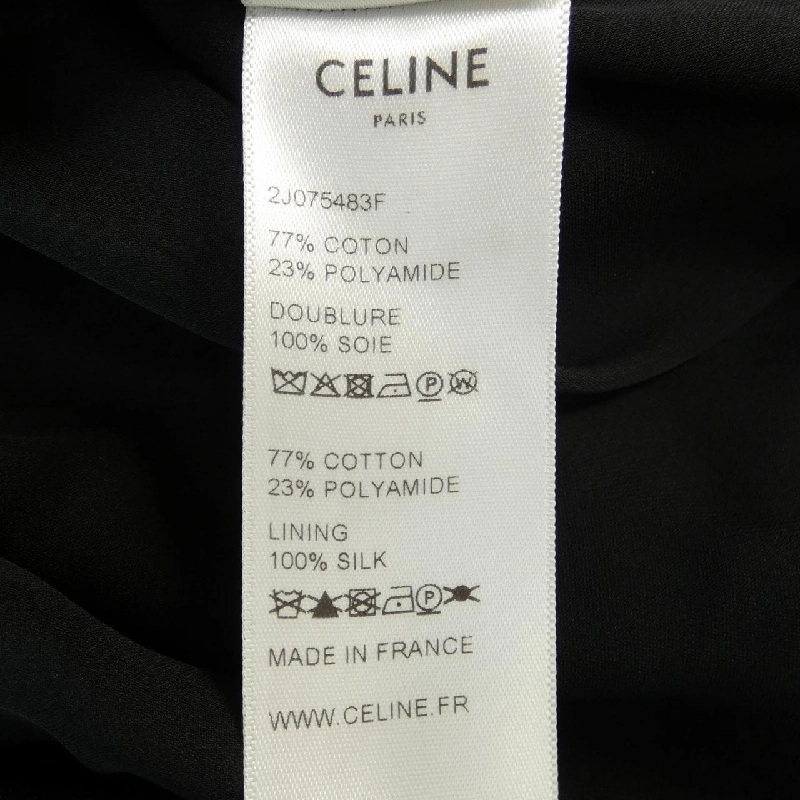 CELINE
PARIS
2J075483F
77% COTON
23% POLYAMIDE
DOUBLURE
100% SOIE
P W
77% COTTON
23% POLYAMIDE
LINING
100% SILK
P
MADE IN FRANCE
WWW.CELINE.FR